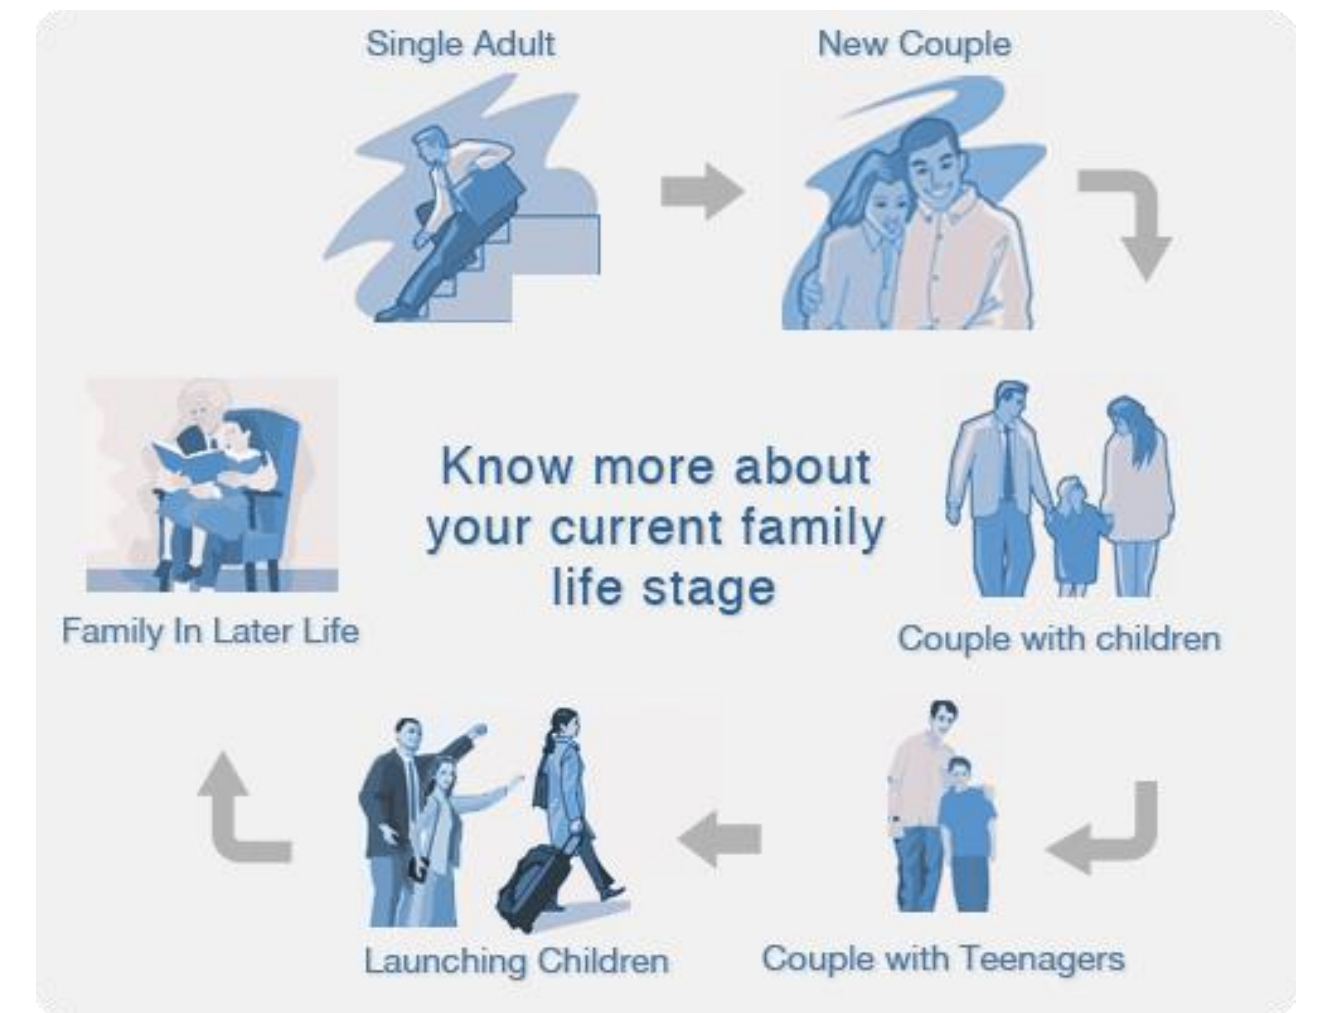 Single Adult
New Couple
Know more about
your current family
life stage
Family In Later Life
Couple with children
Launching Children
Couple with Teenagers